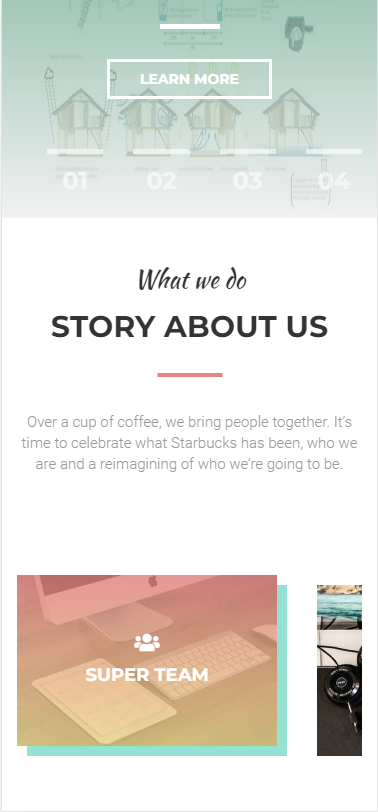 LEARN MORE
01 02 03 04
What we do
STORY ABOUT US
Over a cup of coffee, we bring people together. It's
time to celebrate what Starbucks has been, who we
are and a reimagining of who we're going to be.
SUPER TEAM